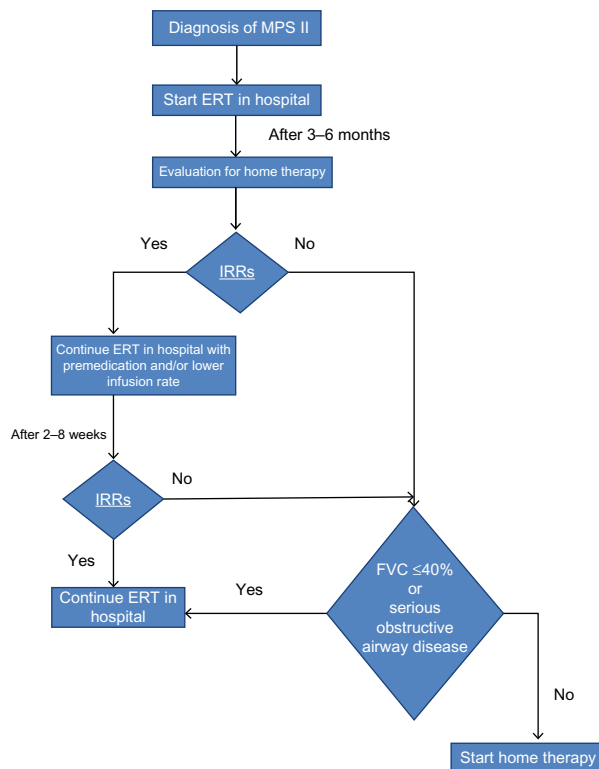 Diagnosis of MPS II
Start ERT in hospital
After 3–6 months
Evaluation for home therapy
Yes
No
IRRs
Continue ERT in hospital with
premedication and/or lower
infusion rate
After 2–8 weeks
No
IRRs
Yes
Continue ERT in
hospital
Yes
FVC ≤40%
or
serious
obstructive
airway disease
No
Start home therapy